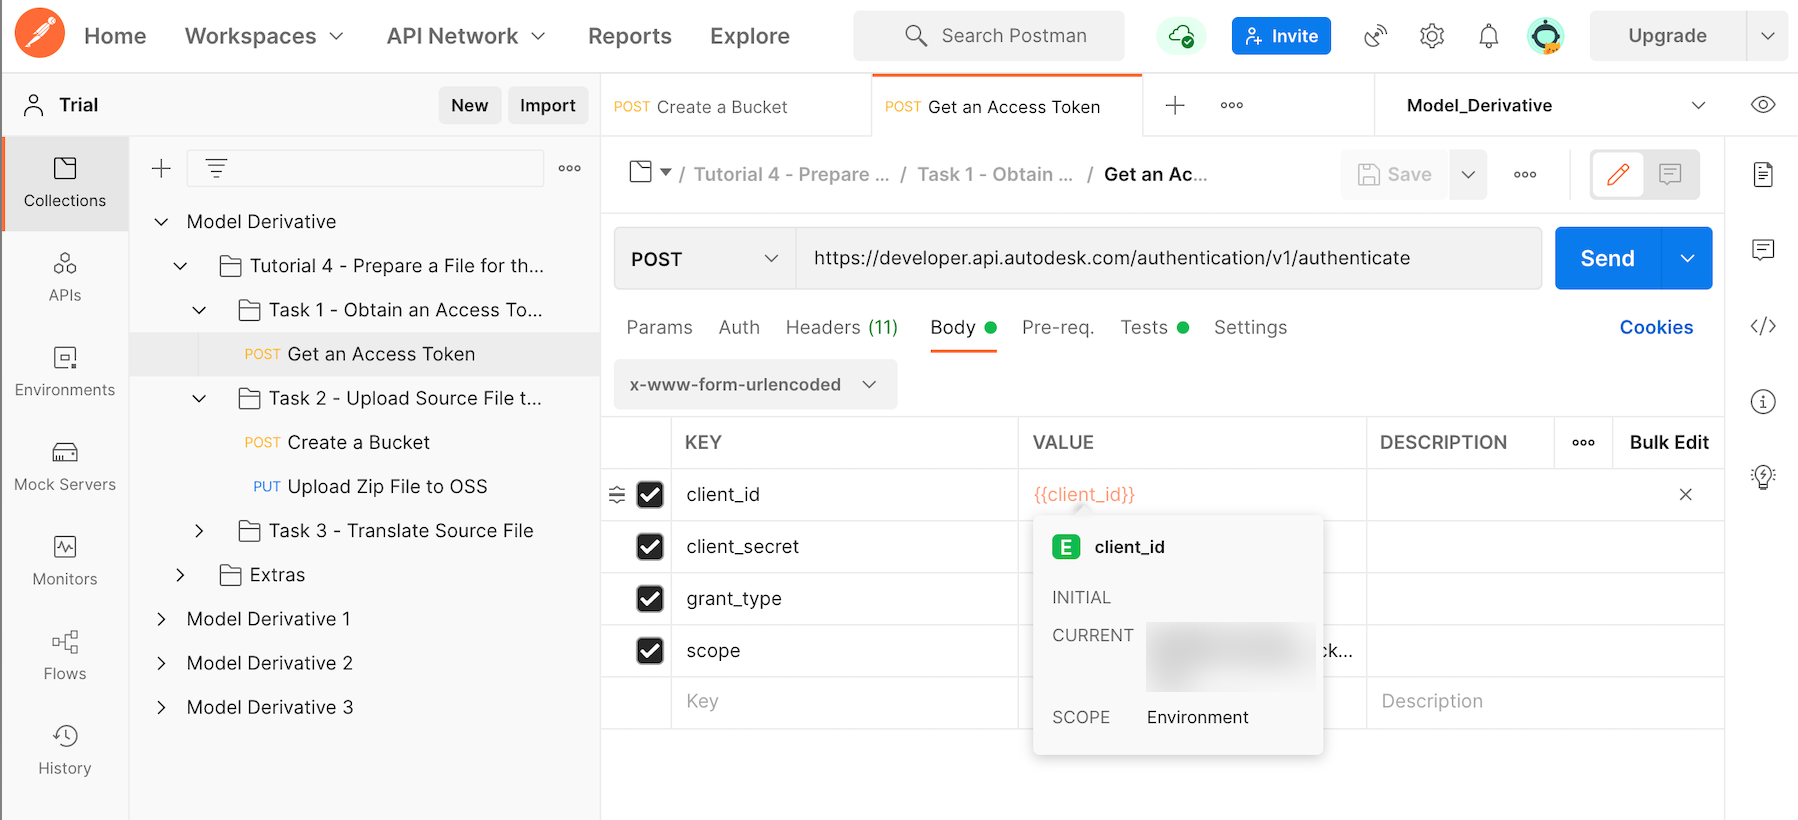 Home Workspaces API Network Reports Explore Search Postman Invite Upgrade
Trial New Import
POST Create a Bucket POST Get an Access Token Model_Derivative
Collections
APIs
Environments
Mock Servers
Monitors
Flows
History
Model Derivative
Tutorial 4 - Prepare a File for th...
Task 1 - Obtain an Access To...
POST Get an Access Token
Task 2 - Upload Source File t...
POST Create a Bucket
PUT Upload Zip File to OSS
Task 3 - Translate Source File
Extras
Model Derivative 1
Model Derivative 2
Model Derivative 3
/ Tutorial 4 - Prepare ... / Task 1 - Obtain ... / Get an Ac... Save
POST https://developer.api.autodesk.com/authentication/v1/authenticate Send
Params Auth Headers (11) Body Pre-req. Tests Settings Cookies
x-www-form-urlencoded
KEY VALUE DESCRIPTION Bulk Edit
client_id {{client_id}}
client_secret
grant_type
scope ck...
Key Description
E client_id
INITIAL
CURRENT
SCOPE Environment